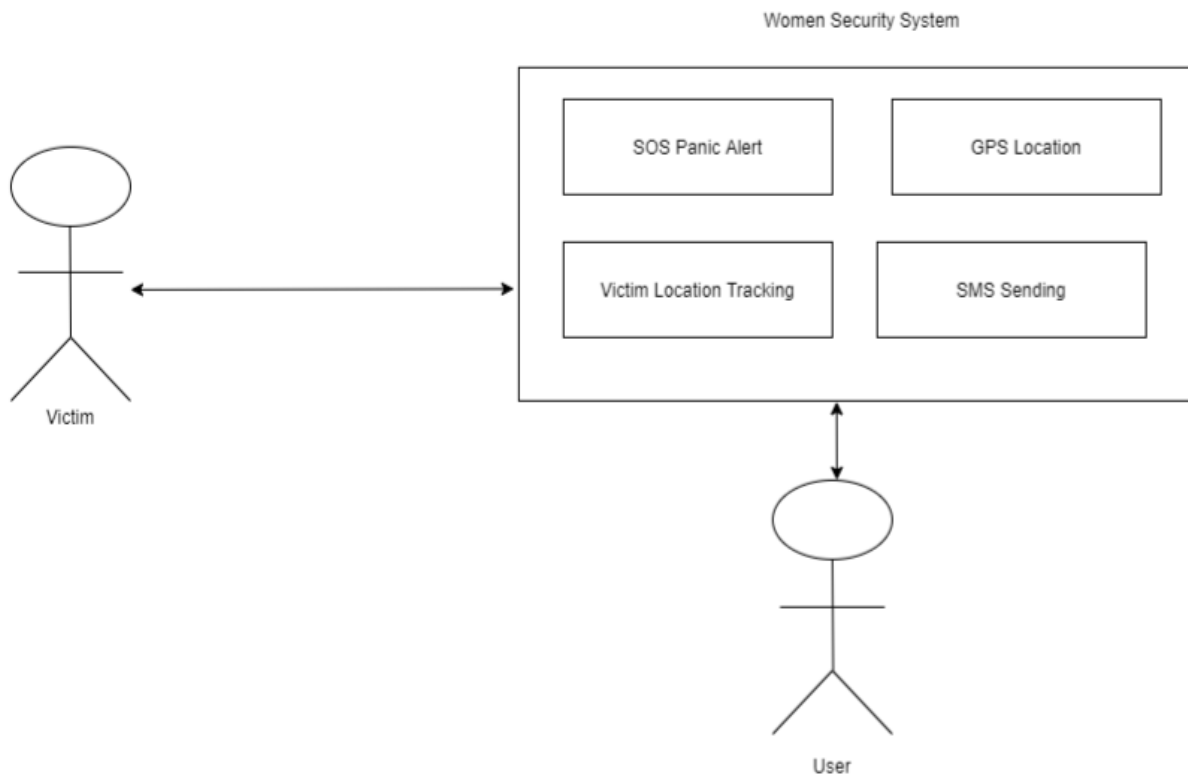 Women Security System
SOS Panic Alert
GPS Location
Victim Location Tracking
SMS Sending
Victim
User